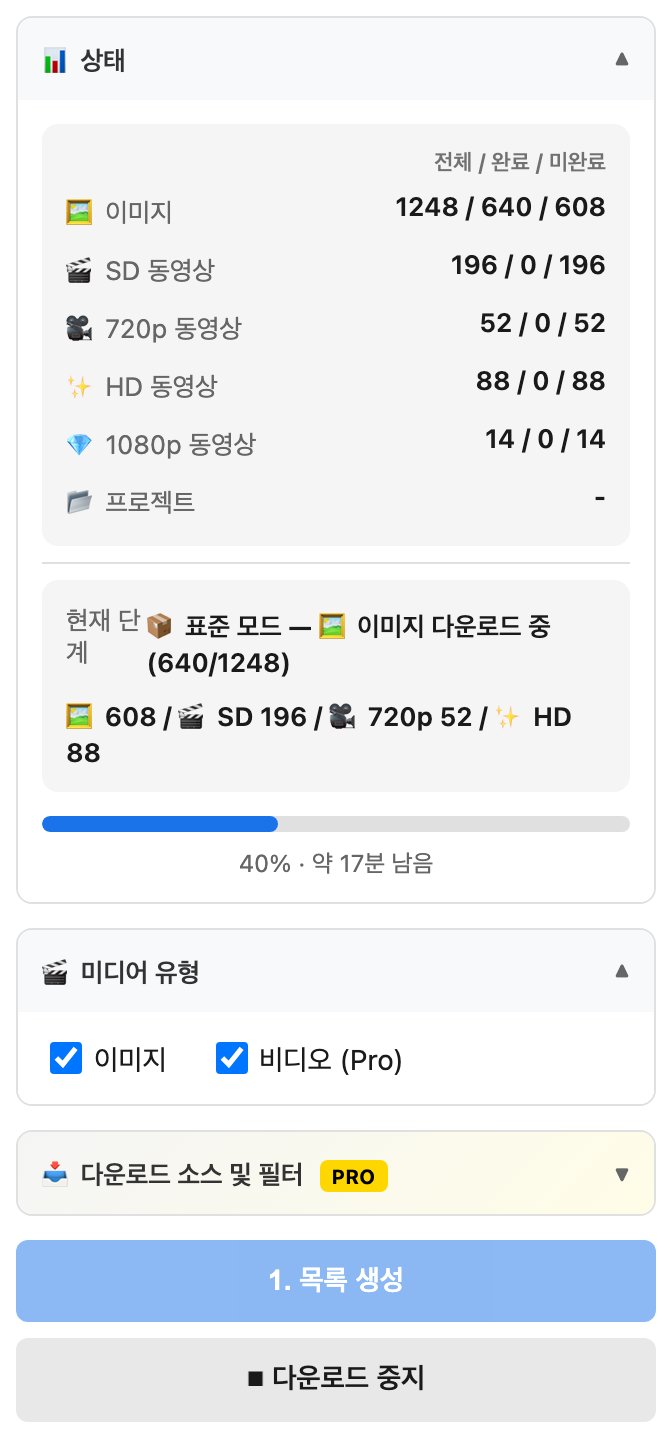 상태 ▲
전체 / 완료 / 미완료
이미지 1248 / 640 / 608
SD 동영상 196 / 0 / 196
720p 동영상 52 / 0 / 52
HD 동영상 88 / 0 / 88
1080p 동영상 14 / 0 / 14
프로젝트 -
현재 단계 📦 표준 모드 — 🖼️ 이미지 다운로드 중
(640/1248)
🖼️ 608 / 🎬 SD 196 / 🎥 720p 52 / ✨ HD
88
40% · 약 17분 남음
미디어 유형 ▲
이미지 비디오 (Pro)
다운로드 소스 및 필터 PRO ▼
1. 목록 생성
■ 다운로드 중지